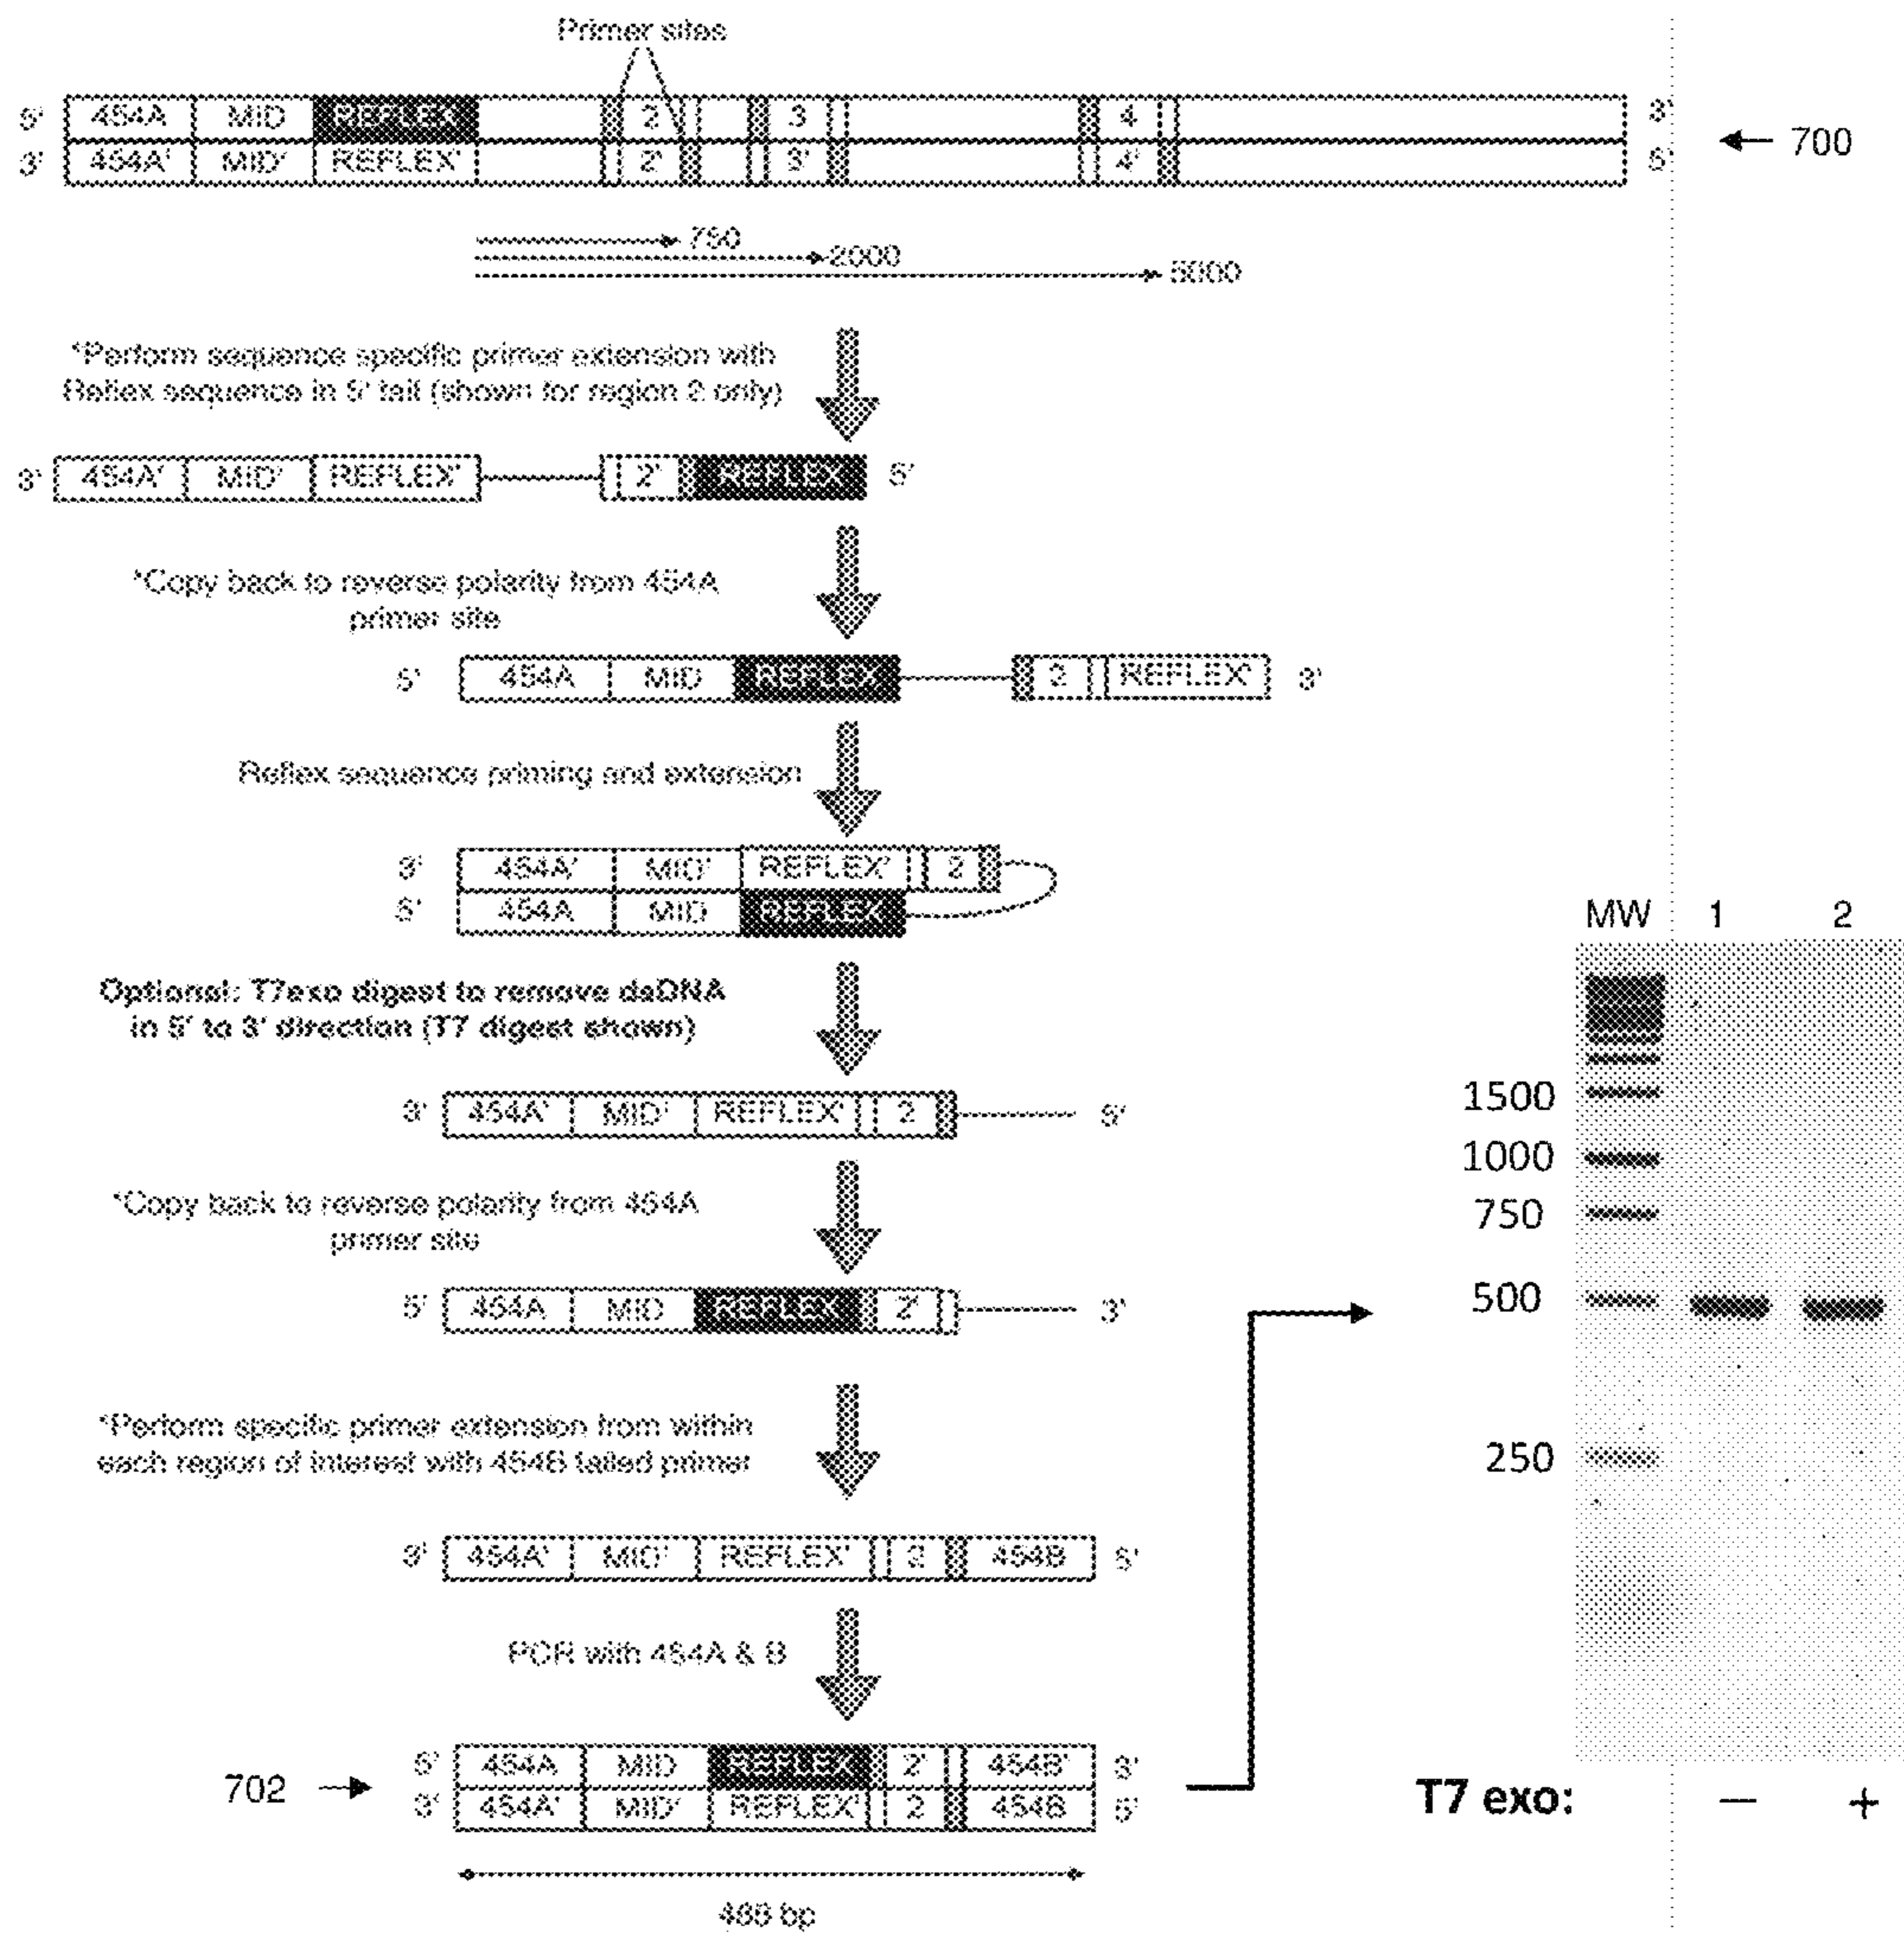 Primer sites
5' 454A MID REFLEX 2 3 4 3'
3' 454A' MID' REFLEX' 2' 3' 4' 5'
700
750
2000
5000
*Perform sequence specific primer extension with
Reflex sequence in 5' tail (shown for region 2 only)
3' 454A' MID' REFLEX' 2' REFLEX 5'
*Copy back to reverse polarity from 454A
primer site
5' 454A MID REFLEX 2 REFLEX' 3'
Reflex sequence priming and extension
3' 454A' MID' REFLEX' 2
5' 454A MID REFLEX
MW 1 2
Optional: T7exo digest to remove dsDNA
in 5' to 3' direction (T7 digest shown)
3' 454A' MID' REFLEX' 2 5'
*Copy back to reverse polarity from 454A
primer site
5' 454A MID REFLEX 2' 3'
1500
1000
750
500
250
*Perform specific primer extension from within
each region of interest with 454B tailed primer
3' 454A' MID' REFLEX' 2 454B 5'
PCR with 454A & B
702
5' 454A MID REFLEX 2' 454B' 3'
3' 454A' MID' REFLEX' 2 454B 5'
T7 exo: — +
bp